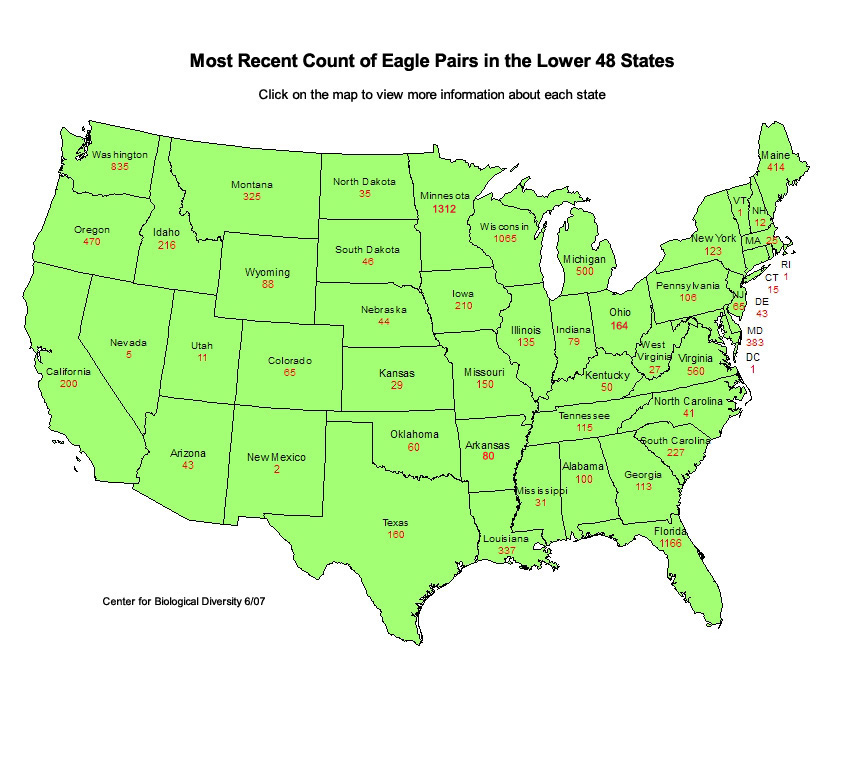 Most Recent Count of Eagle Pairs in the Lower 48 States
Click on the map to view more information about each state
Washington
835
Oregon
470
Idaho
216
Montana
325
North Dakota
35
Minnesota
1312
Wisconsin
1065
Michigan
500
Maine
414
VT
1
NH
12
MA 25
New York
123
RI
1
CT
15
Wyoming
88
South Dakota
46
Nebraska
44
Iowa
210
Illinois
135
Indiana
79
Ohio
164
Pennsylvania
106
NJ
65
DE
43
MD
383
DC
1
California
200
Nevada
5
Utah
11
Colorado
65
Kansas
29
Missouri
150
Kentucky
50
West
Virginia
27
Virginia
560
Arizona
43
New Mexico
2
Oklahoma
60
Arkansas
80
Tennessee
115
North Carolina
41
South Carolina
227
Texas
160
Louisiana
337
Mississippi
31
Alabama
100
Georgia
113
Florida
1166
Center for Biological Diversity 6/07